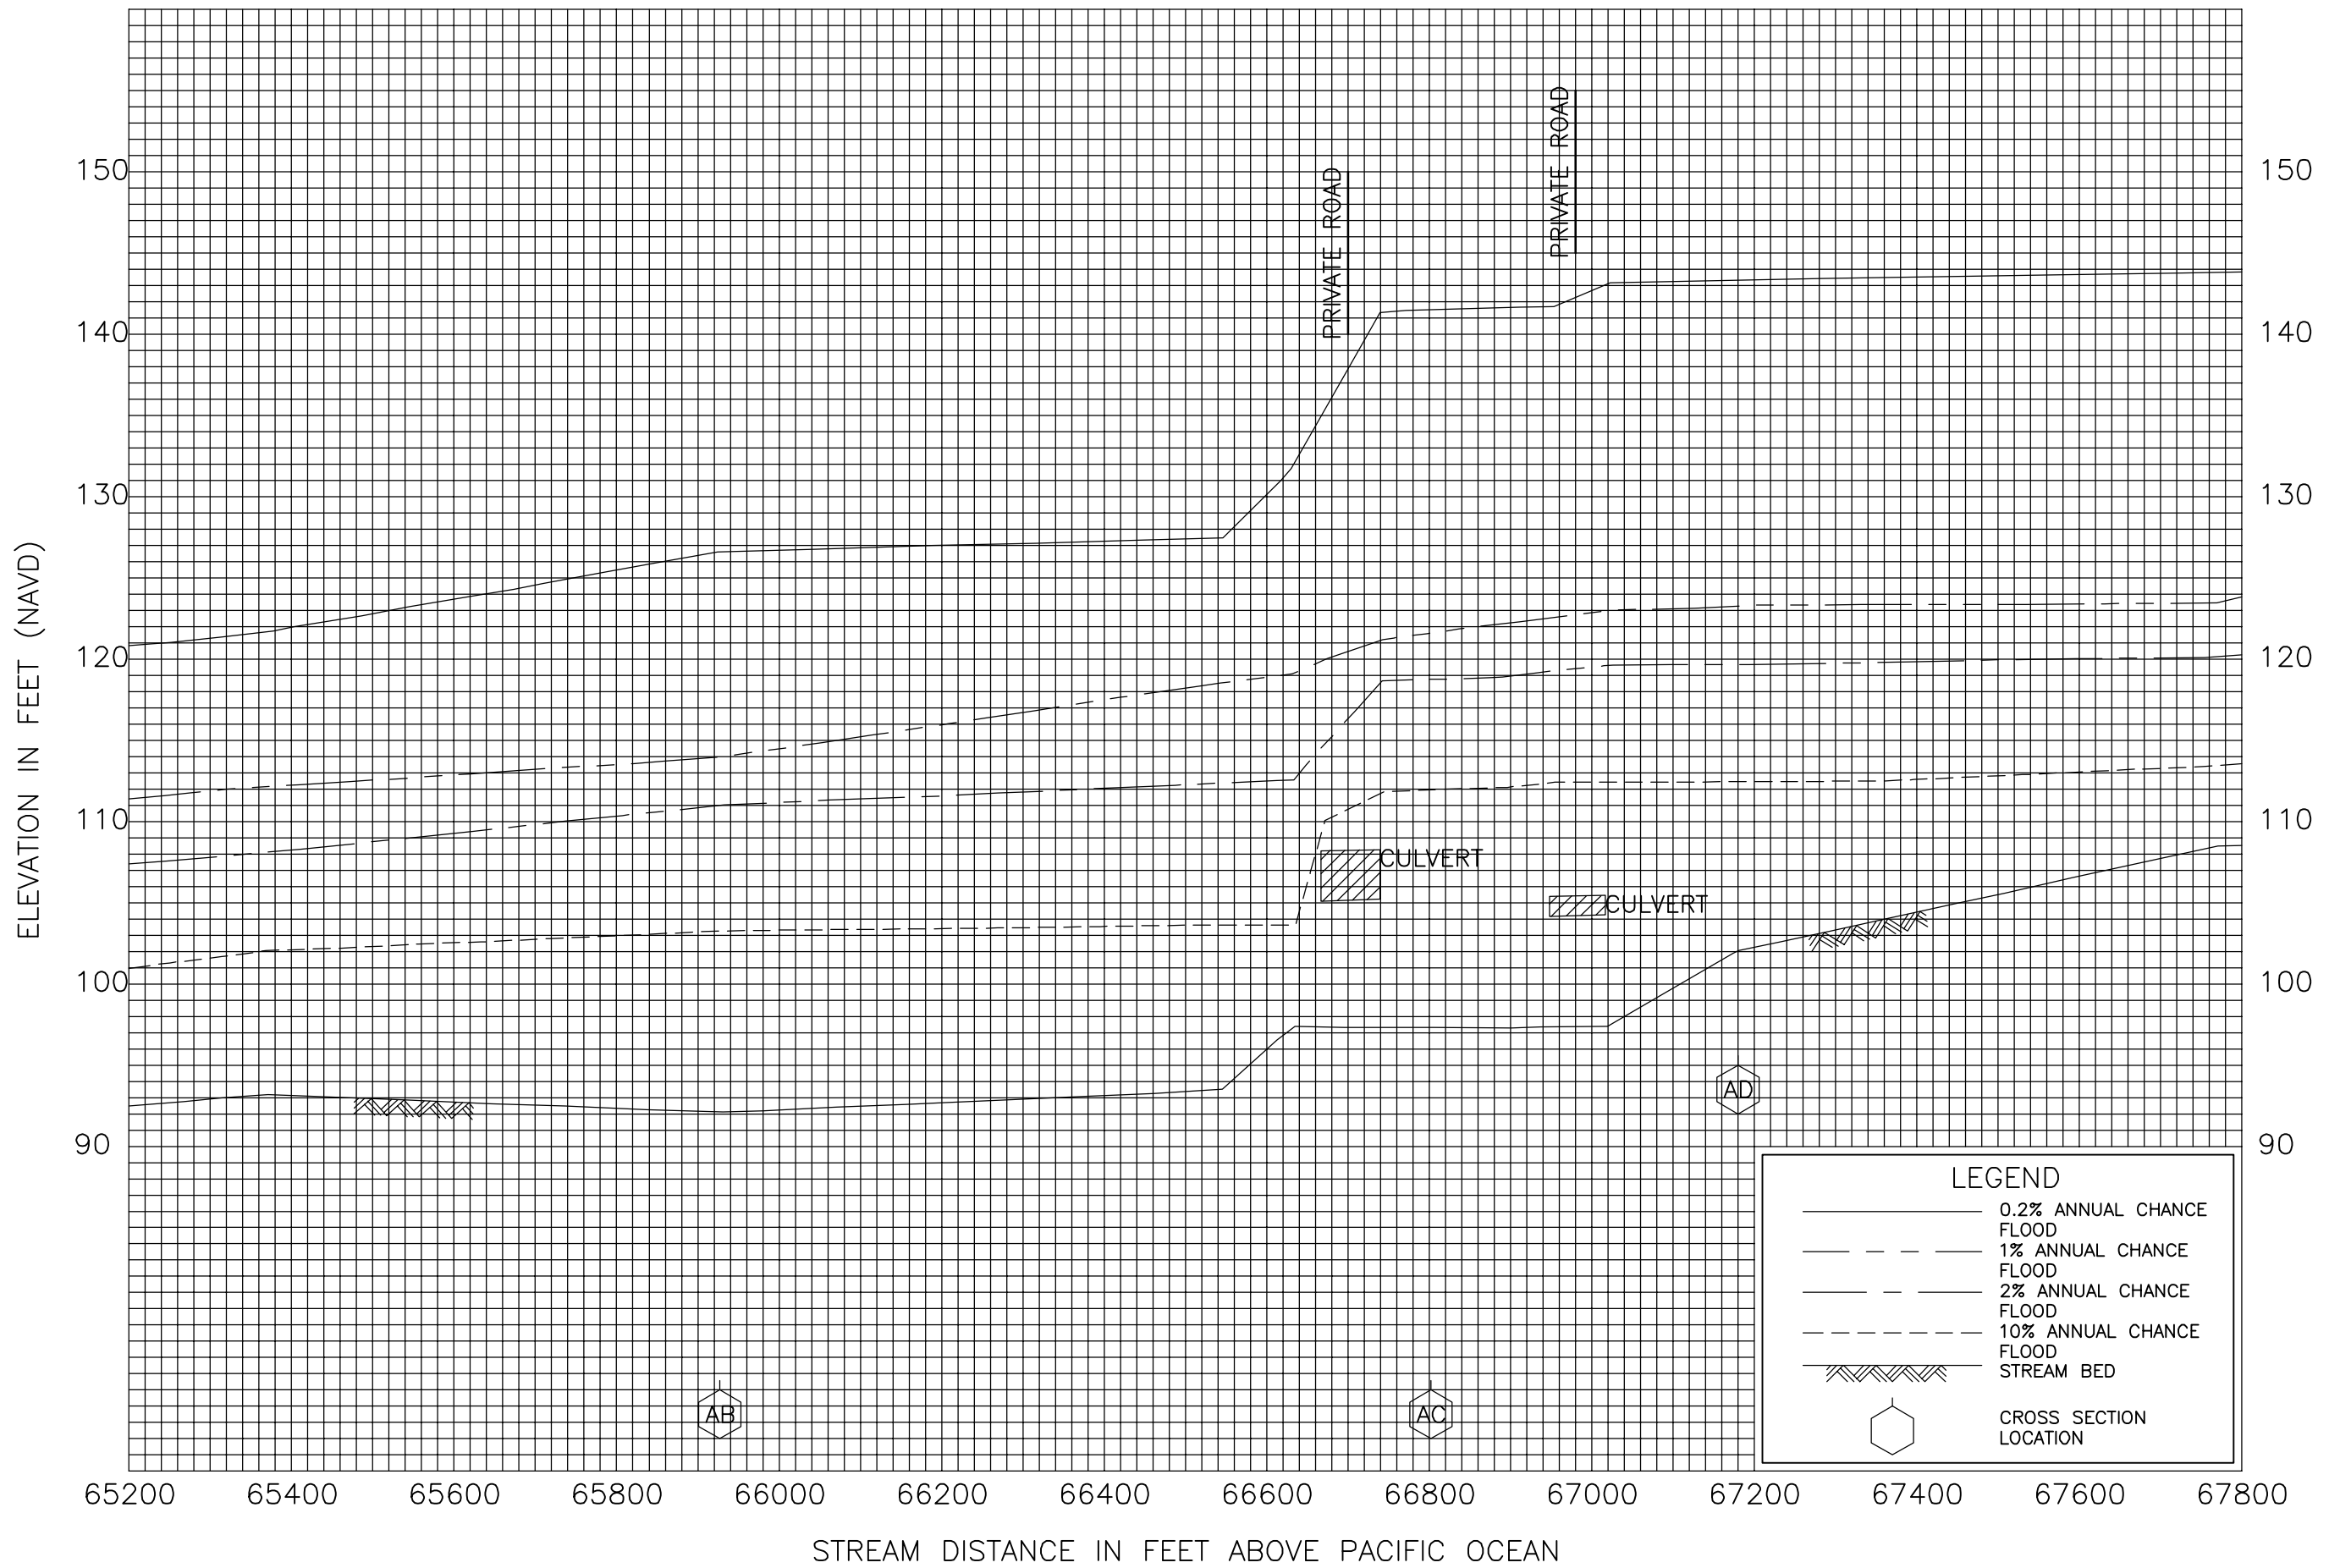 PRIVATE ROAD
PRIVATE ROAD
150
150
140
140
130
130
120
120
110
110
100
100
90
90
ELEVATION IN FEET (NAVD)
CULVERT
CULVERT
AD
AB
AC
LEGEND
0.2% ANNUAL CHANCE
FLOOD
1% ANNUAL CHANCE
FLOOD
2% ANNUAL CHANCE
FLOOD
10% ANNUAL CHANCE
FLOOD
STREAM BED
CROSS SECTION
LOCATION
65200 65400 65600 65800 66000 66200 66400 66600 66800 67000 67200 67400 67600 67800
STREAM DISTANCE IN FEET ABOVE PACIFIC OCEAN